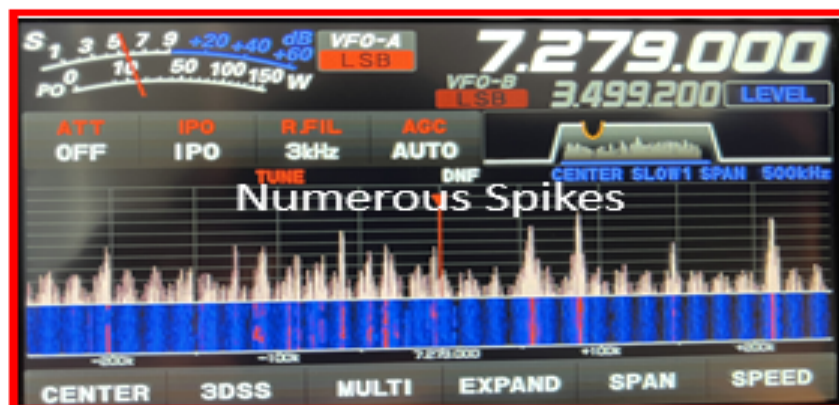 S 1 3 5 7 9 +20 +40 +60 dB VFO-A 7.279.000
LSB
PO 0 10 50 100 150 W VFO-B
LSB 3.499.200 LEVEL
ATT IPO R.FIL AGC
OFF IPO 3kHz AUTO
TUNE DNF CENTER SLOW1 SPAN 500kHz
Numerous Spikes
-200k -100k 7.279.000 +100k +200k
CENTER 3DSS MULTI EXPAND SPAN SPEED